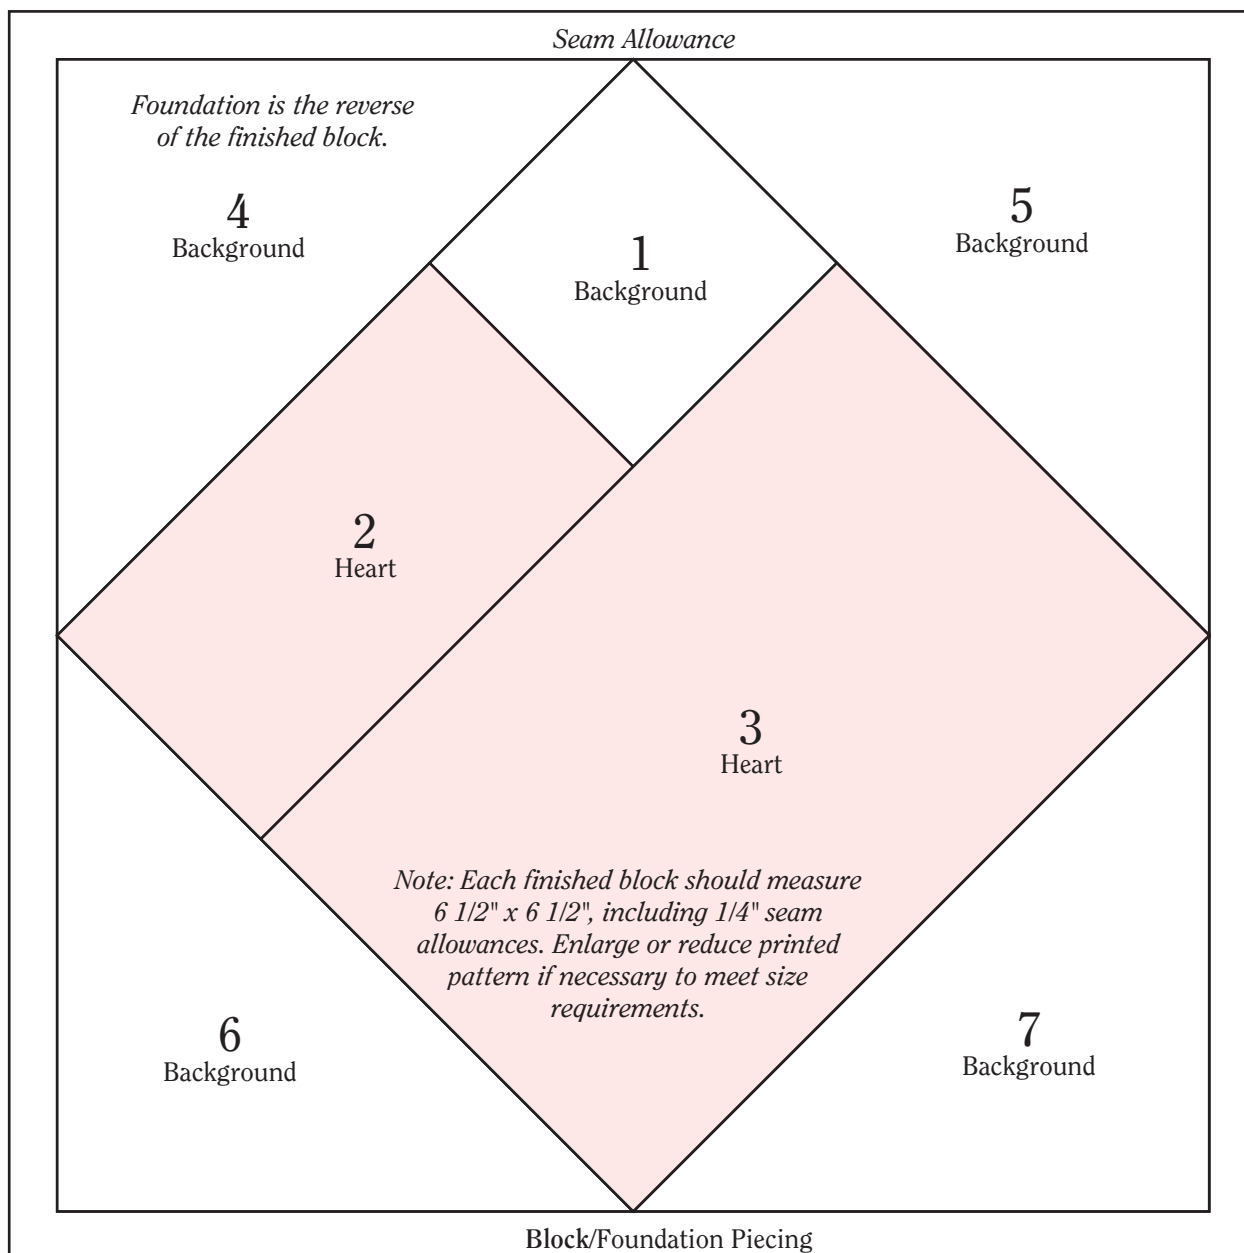 Seam Allowance
Foundation is the reverse
of the finished block.
4
Background
1
Background
5
Background
2
Heart
3
Heart
Note: Each finished block should measure
6 1/2" x 6 1/2", including 1/4" seam
allowances. Enlarge or reduce printed
pattern if necessary to meet size
requirements.
6
Background
7
Background
Block/Foundation Piecing